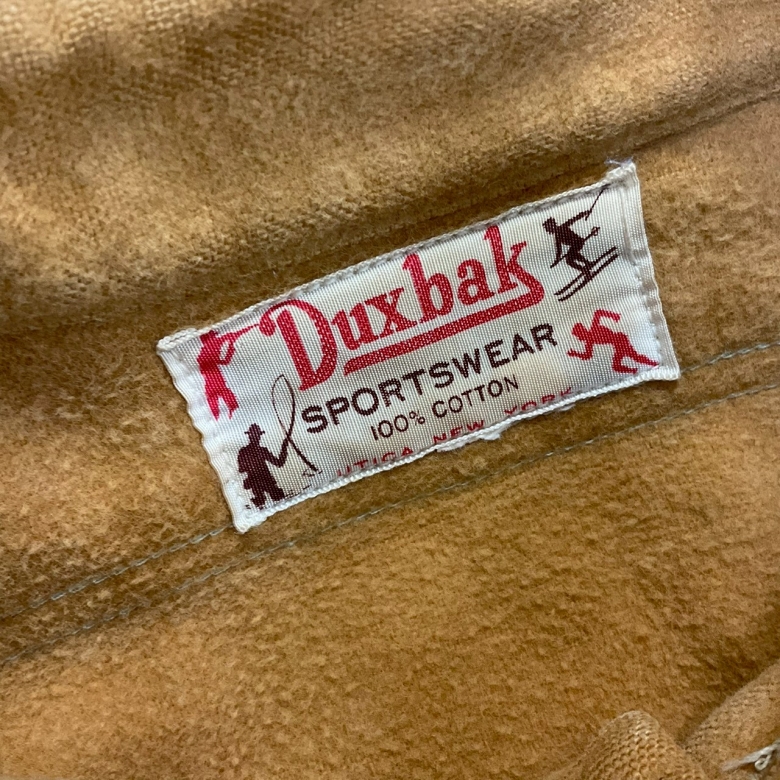 Duxbak
SPORTSWEAR
100% COTTON
UTICA NEW YORK